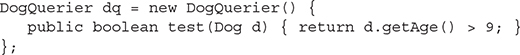 DogQuerier dq = new DogQuerier() {
   public boolean test(Dog d) { return d.getAge() > 9; }
};